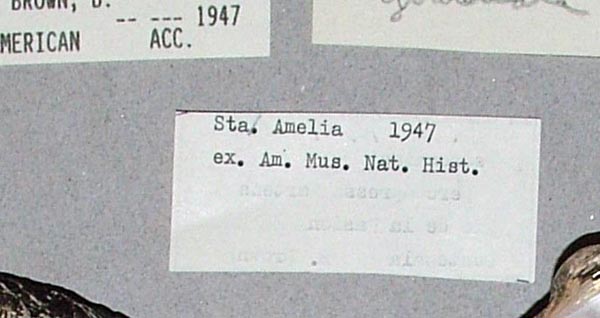 BROWN, D.
-- --- 1947
MERICAN ACC.
Sta. Amelia 1947
ex. Am. Mus. Nat. Hist.